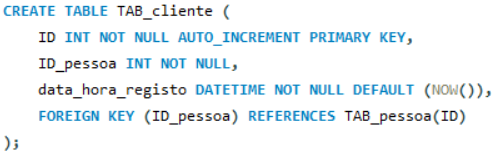 CREATE TABLE TAB_cliente (
ID INT NOT NULL AUTO_INCREMENT PRIMARY KEY,
ID_pessoa INT NOT NULL,
data_hora_registo DATETIME NOT NULL DEFAULT (NOW()),
FOREIGN KEY (ID_pessoa) REFERENCES TAB_pessoa(ID)
);